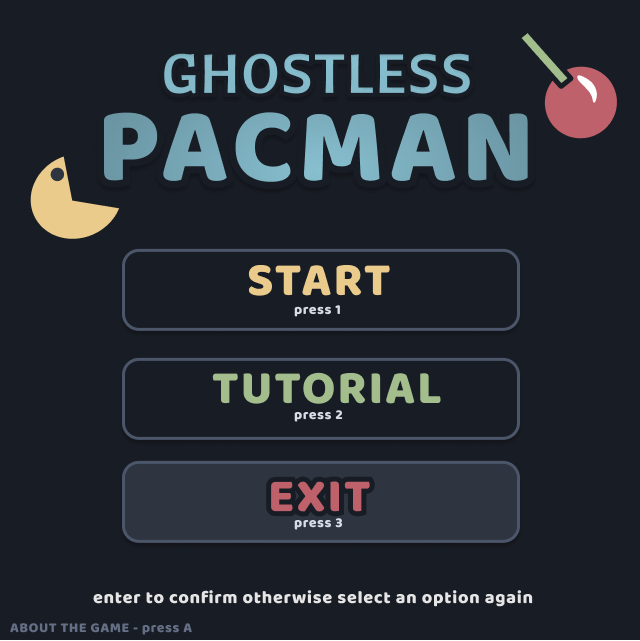 GHOSTLESS
PACMAN
START
press 1
TUTORIAL
press 2
EXIT
press 3
enter to confirm otherwise select an option again
ABOUT THE GAME - press A